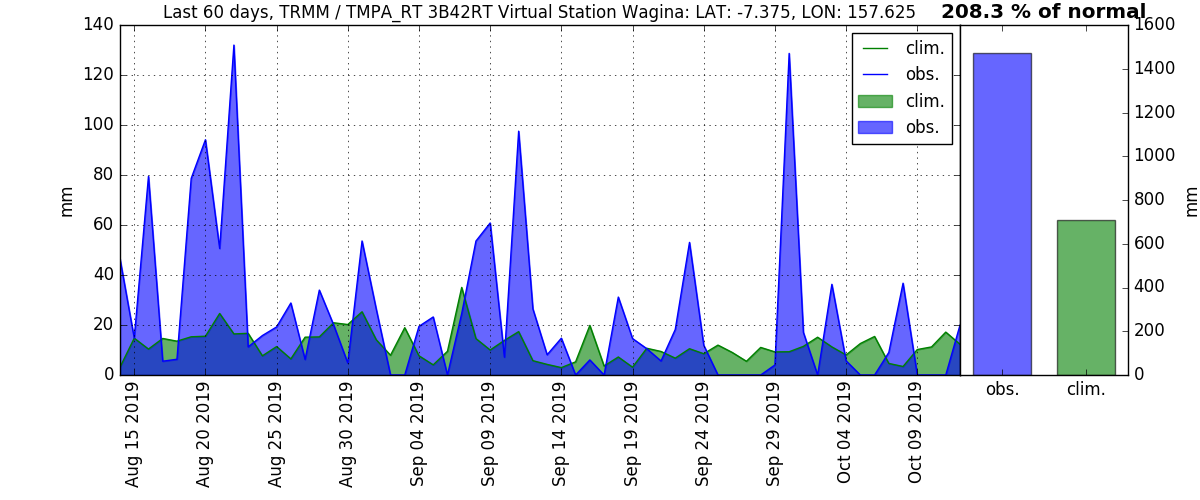 Last 60 days, TRMM / TMPA_RT 3B42RT Virtual Station Wagina: LAT: -7.375, LON: 157.625
208.3 % of normal
140
120
100
80
60
40
20
0
mm
clim.
obs.
clim.
obs.
1600
1400
1200
1000
800
600
400
200
0
mm
Aug 15 2019
Aug 20 2019
Aug 25 2019
Aug 30 2019
Sep 04 2019
Sep 09 2019
Sep 14 2019
Sep 19 2019
Sep 24 2019
Sep 29 2019
Oct 04 2019
Oct 09 2019
obs.
clim.